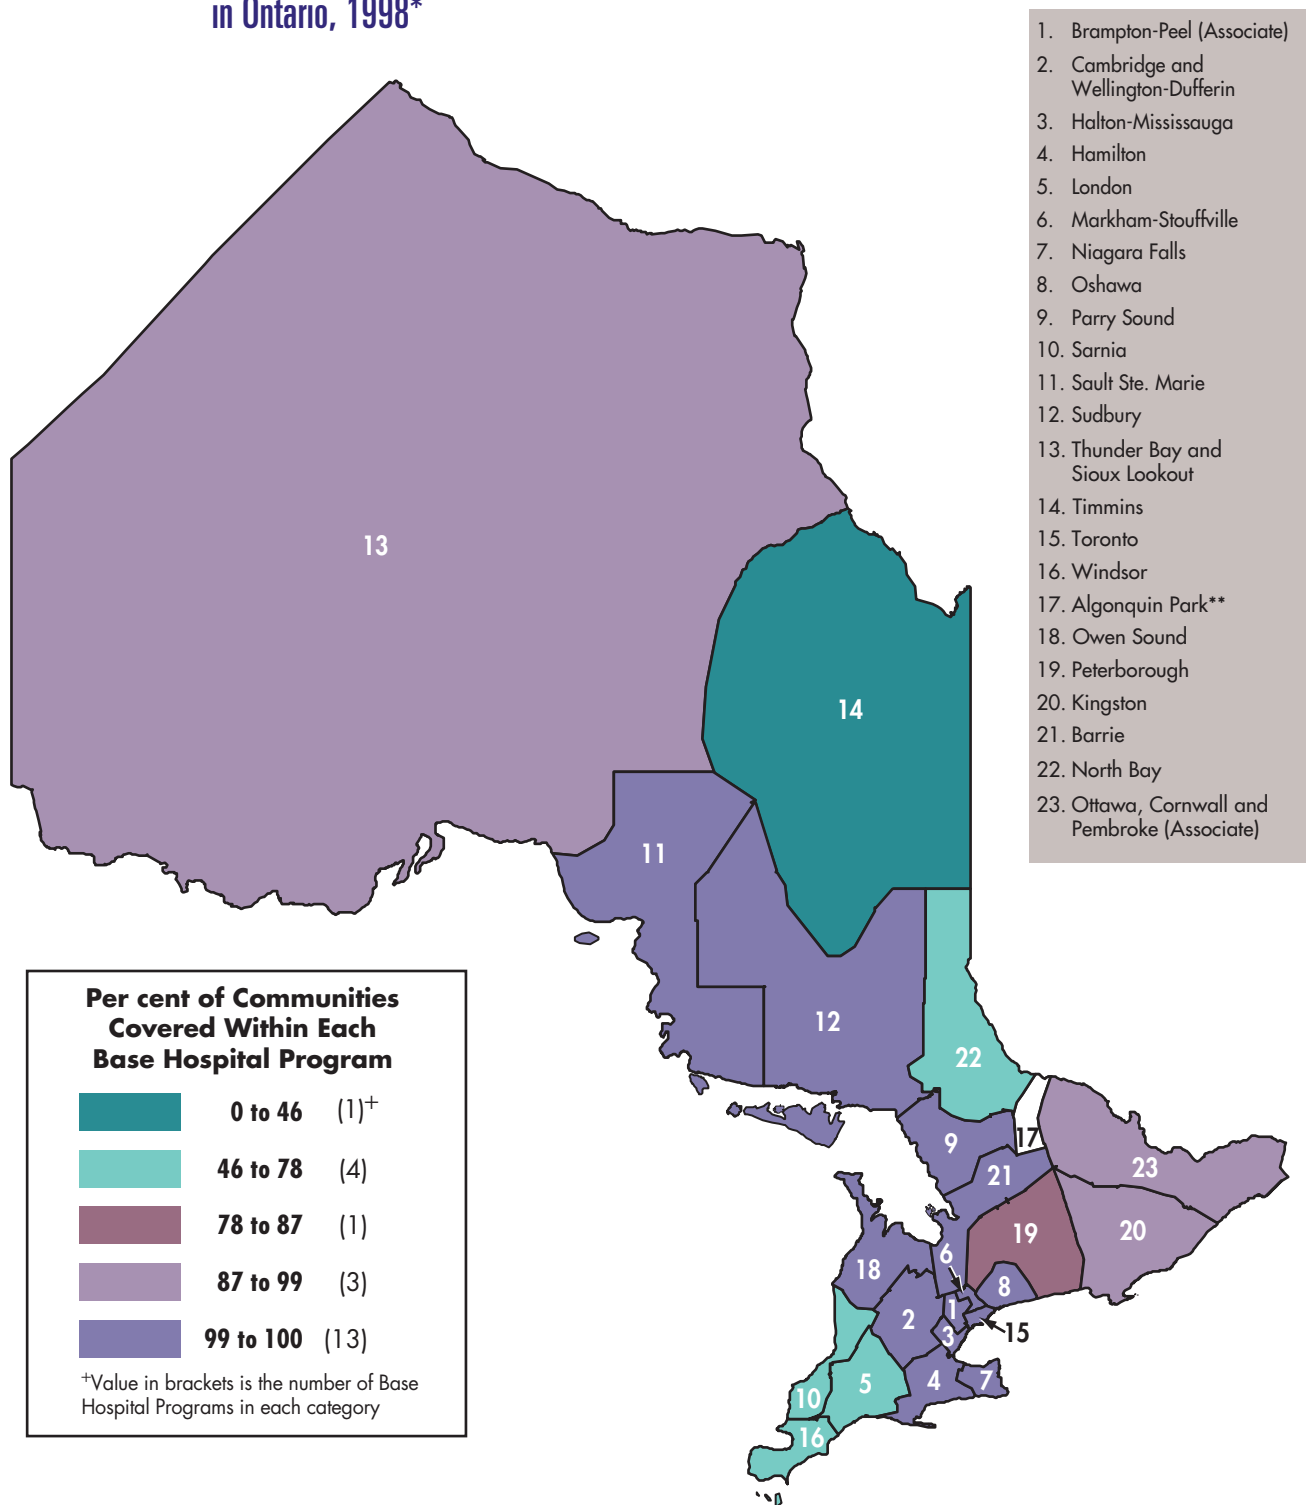 in Ontario, 1998*
1. Brampton-Peel (Associate)
2. Cambridge and
Wellington-Dufferin
3. Halton-Mississauga
4. Hamilton
5. London
6. Markham-Stouffville
7. Niagara Falls
8. Oshawa
9. Parry Sound
10. Sarnia
11. Sault Ste. Marie
12. Sudbury
13. Thunder Bay and
Sioux Lookout
14. Timmins
15. Toronto
16. Windsor
17. Algonquin Park**
18. Owen Sound
19. Peterborough
20. Kingston
21. Barrie
22. North Bay
23. Ottawa, Cornwall and
Pembroke (Associate)
13
14
11
12
22
17
9
21
23
19
20
6
18
8
1
2
15
3
5
4
7
10
16
Per cent of Communities
Covered Within Each
Base Hospital Program
0 to 46 (1)+
46 to 78 (4)
78 to 87 (1)
87 to 99 (3)
99 to 100 (13)
+Value in brackets is the number of Base
Hospital Programs in each category